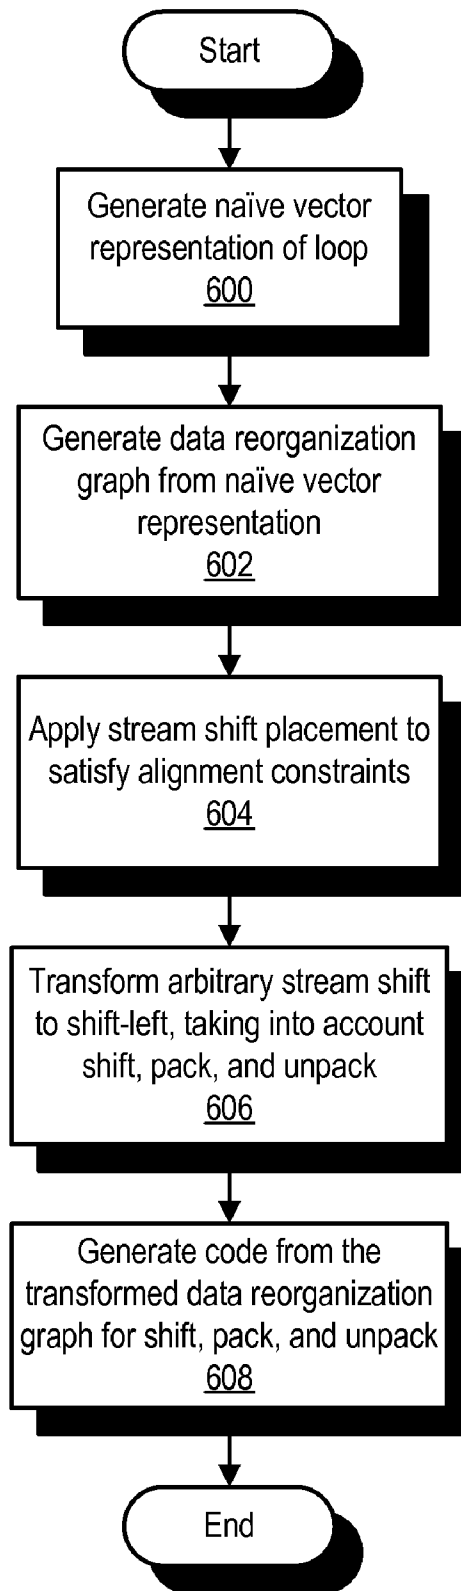 Start
Generate naïve vector
representation of loop
600
Generate data reorganization
graph from naïve vector
representation
602
Apply stream shift placement to
satisfy alignment constraints
604
Transform arbitrary stream shift
to shift-left, taking into account
shift, pack, and unpack
606
Generate code from the
transformed data reorganization
graph for shift, pack, and unpack
608
End